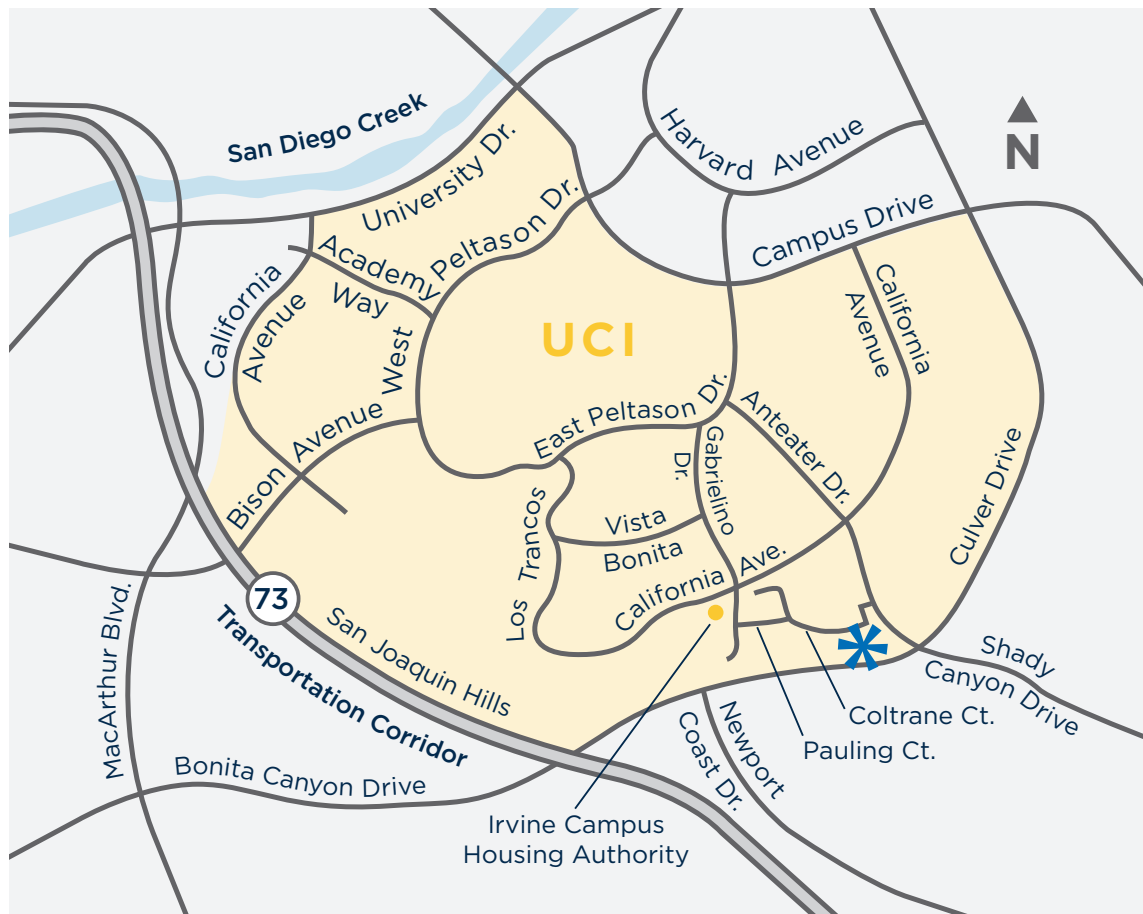 San Diego Creek
University Dr.
Harvard Avenue
N
West Peltason Dr.
Academy
Way
Campus Drive
California
Avenue
California
Avenue
UCI
East Peltason Dr.
Anteater Dr.
Gabrielino
Dr.
Bison Avenue
Los Trancos
Vista
Bonita
California Ave.
Culver Drive
73
Transportation Corridor
San Joaquin Hills
MacArthur Blvd.
Shady
Canyon Drive
Coltrane Ct.
Pauling Ct.
Newport
Coast Dr.
Bonita Canyon Drive
Irvine Campus
Housing Authority